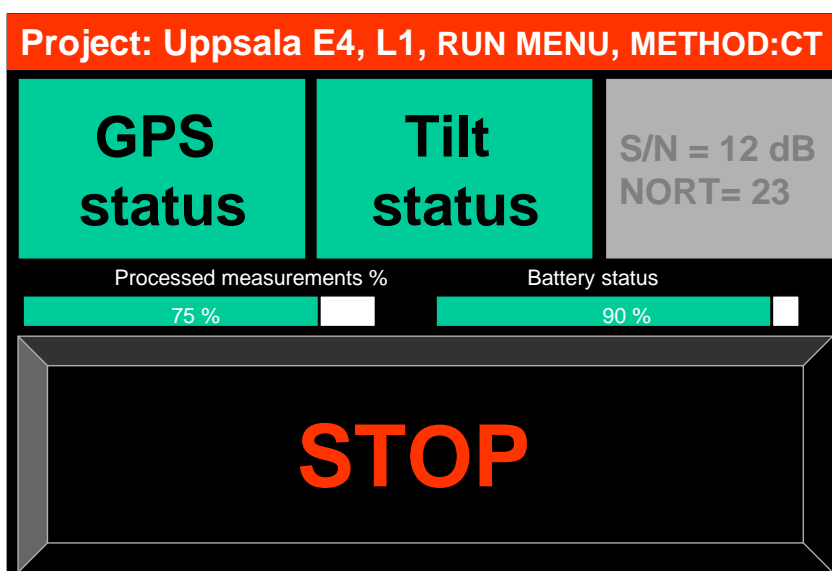 Project: Uppsala E4, L1, RUN MENU, METHOD:CT
GPS
status
Tilt
status
S/N = 12 dB
NORT= 23
Processed measurements %
Battery status
75 %
90 %
STOP